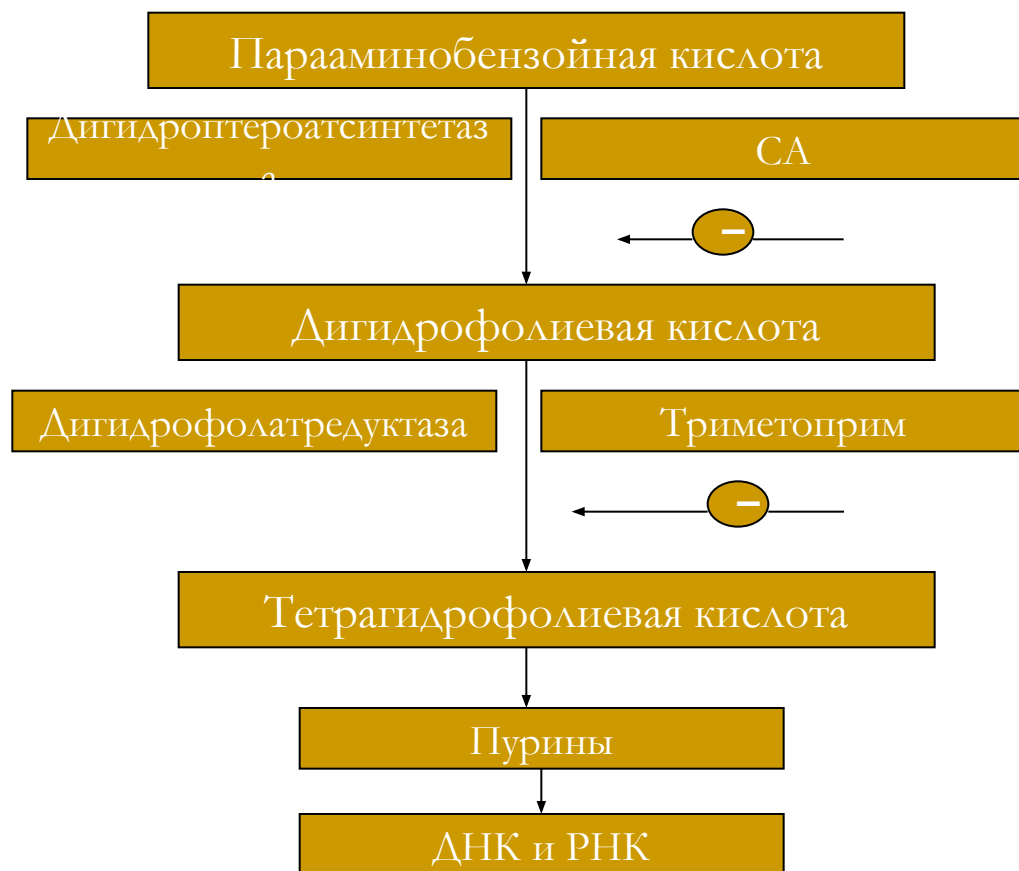 Парааминобензойная кислота
Дигидроптероатсинтетаз
а
СА
Дигидрофолиевая кислота
Дигидрофолатредуктаза
Триметоприм
Тетрагидрофолиевая кислота
Пурины
ДНК и РНК